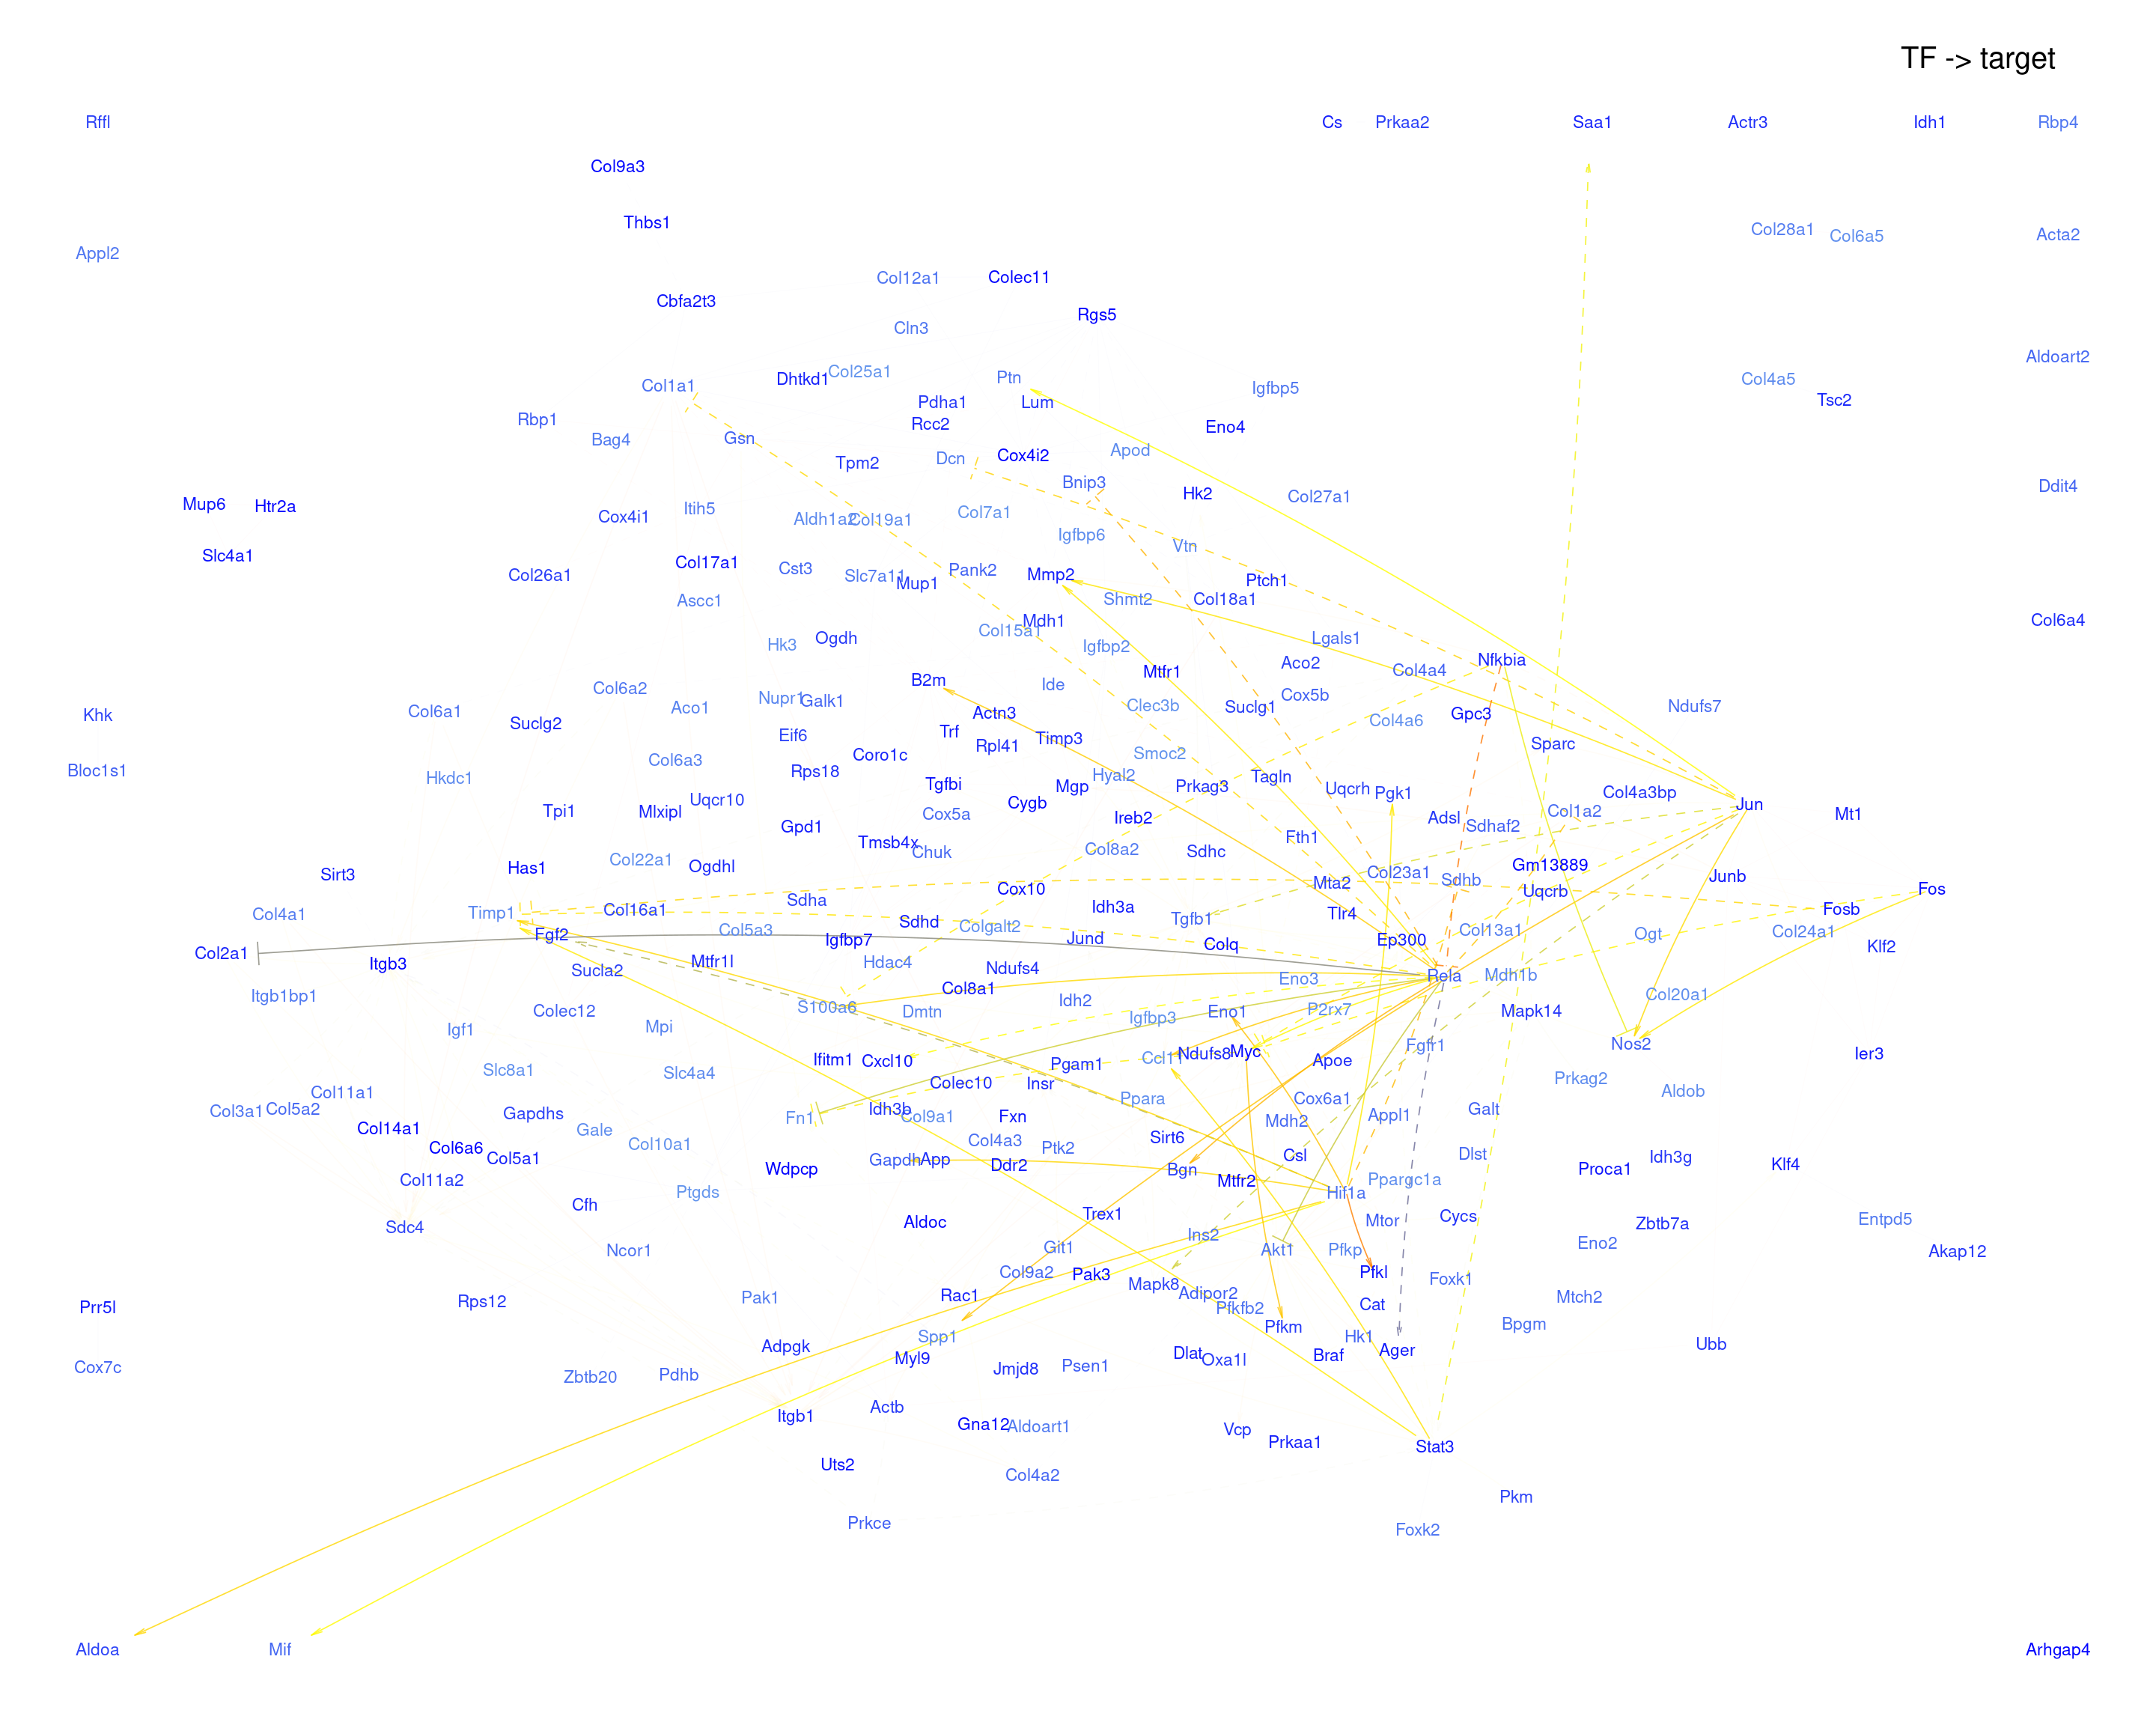 TF -> target
Rffl Cs Prkaa2 Saa1 Actr3 Idh1 Rbp4
Col9a3
Thbs1
Appl2 Col28a1 Col6a5 Acta2
Col12a1 Colec11
Cbfa2t3
Rgs5
Cln3
Aldoart2
Col1a1 Dhtkd1 Col25a1 Ptn Igfbp5 Col4a5
Pdha1 Lum Tsc2
Rbp1 Rcc2 Eno4
Bag4 Gsn Apod
Tpm2 Dcn Cox4i2
Bnip3 Hk2 Col27a1 Ddit4
Mup6 Htr2a Cox4i1 Itih5 Aldh1a2 Col19a1 Col7a1
Igfbp6 Vtn
Slc4a1
Col26a1 Col17a1 Cst3 Slc7a11 Mup1 Pank2 Mmp2 Ptch1
Ascc1 Shmt2 Col18a1
Mdh1 Col6a4
Hk3 Ogdh Col15a1 Igfbp2 Lgals1
Mtfr1 Aco2 Col4a4 Nfkbia
Col6a2 Nupr1 Galk1 B2m Ide Cox5b
Khk Col6a1 Suclg2 Aco1 Actn3 Clec3b Suclg1 Col4a6 Gpc3 Ndufs7
Eif6 Trf Rpl41 Timp3 Sparc
Bloc1s1 Hkdc1 Col6a3 Rps18 Coro1c Smoc2
Tgfbi Mgp Hyal2 Prkag3 Tagln Uqcrh Pgk1 Col4a3bp
Tpi1 Mlxipl Uqcr10 Cox5a Cygb Ireb2 Adsl Col1a2 Jun Mt1
Gpd1 Tmsb4x Fth1 Sdhaf2
Chuk Col8a2 Sdhc
Sirt3 Has1 Col22a1 Ogdhl Cox10 Mta2 Col23a1 Sdhb Gm13889 Junb
Uqcrb Fos
Col4a1 Timp1 Col16a1 Sdha Sdhd Idh3a Tgfb1 Tlr4 Fosb
Fgf2 Col5a3 Igfbp7 Colgalt2 Jund Colq Ep300 Col13a1 Ogt Col24a1
Col2a1 Itgb3 Sucla2 Mtfr1l Hdac4 Ndufs4 Klf2
Itgb1bp1 Col8a1 Eno3 Rela Mdh1b
Igf1 Colec12 Mpi S100a6 Dmtn Idh2 Igfbp3 Eno1 P2rx7 Mapk14 Col20a1
Slc8a1 Slc4a4 Ifitm1 Cxcl10 Pgam1 Ccl11 Ndufs8 Myc Apoe Fgfr1 Nos2 Ier3
Col11a1 Colec10 Insr Prkag2 Aldob
Col3a1 Col5a2 Gapdhs Fn1 Idh3b Col9a1 Fxn Ppara Cox6a1 Appl1 Galt
Col14a1 Gale Mdh2
Col6a6 Col5a1 Col10a1 Col4a3 Ptk2 Sirt6 Csl Dlst
Wdpcp Gapdh App Ddr2 Bgn Proca1 Idh3g Klf4
Col11a2 Ptgds Mtfr2 Hif1a Ppargc1a
Sdc4 Cfh Aldoc Trex1 Ins2 Mtor Cycs Zbtb7a Entpd5
Ncor1 Git1 Akt1 Pfkp Eno2 Akap12
Col9a2 Pak3 Mapk8 Pfkl Foxk1
Prr5l Rps12 Pak1 Rac1 Adipor2 Pfkfb2 Cat Mtch2
Adpgk Spp1 Pfkm Hk1 Bpgm
Cox7c Zbtb20 Pdhb Myl9 Jmjd8 Psen1 Dlat Oxa1l Braf Ager Ubb
Itgb1 Actb Gna12 Aldoart1 Vcp Prkaa1 Stat3
Uts2 Col4a2
Prkce Pkm
Foxk2
Aldoa Mif Arhgap4